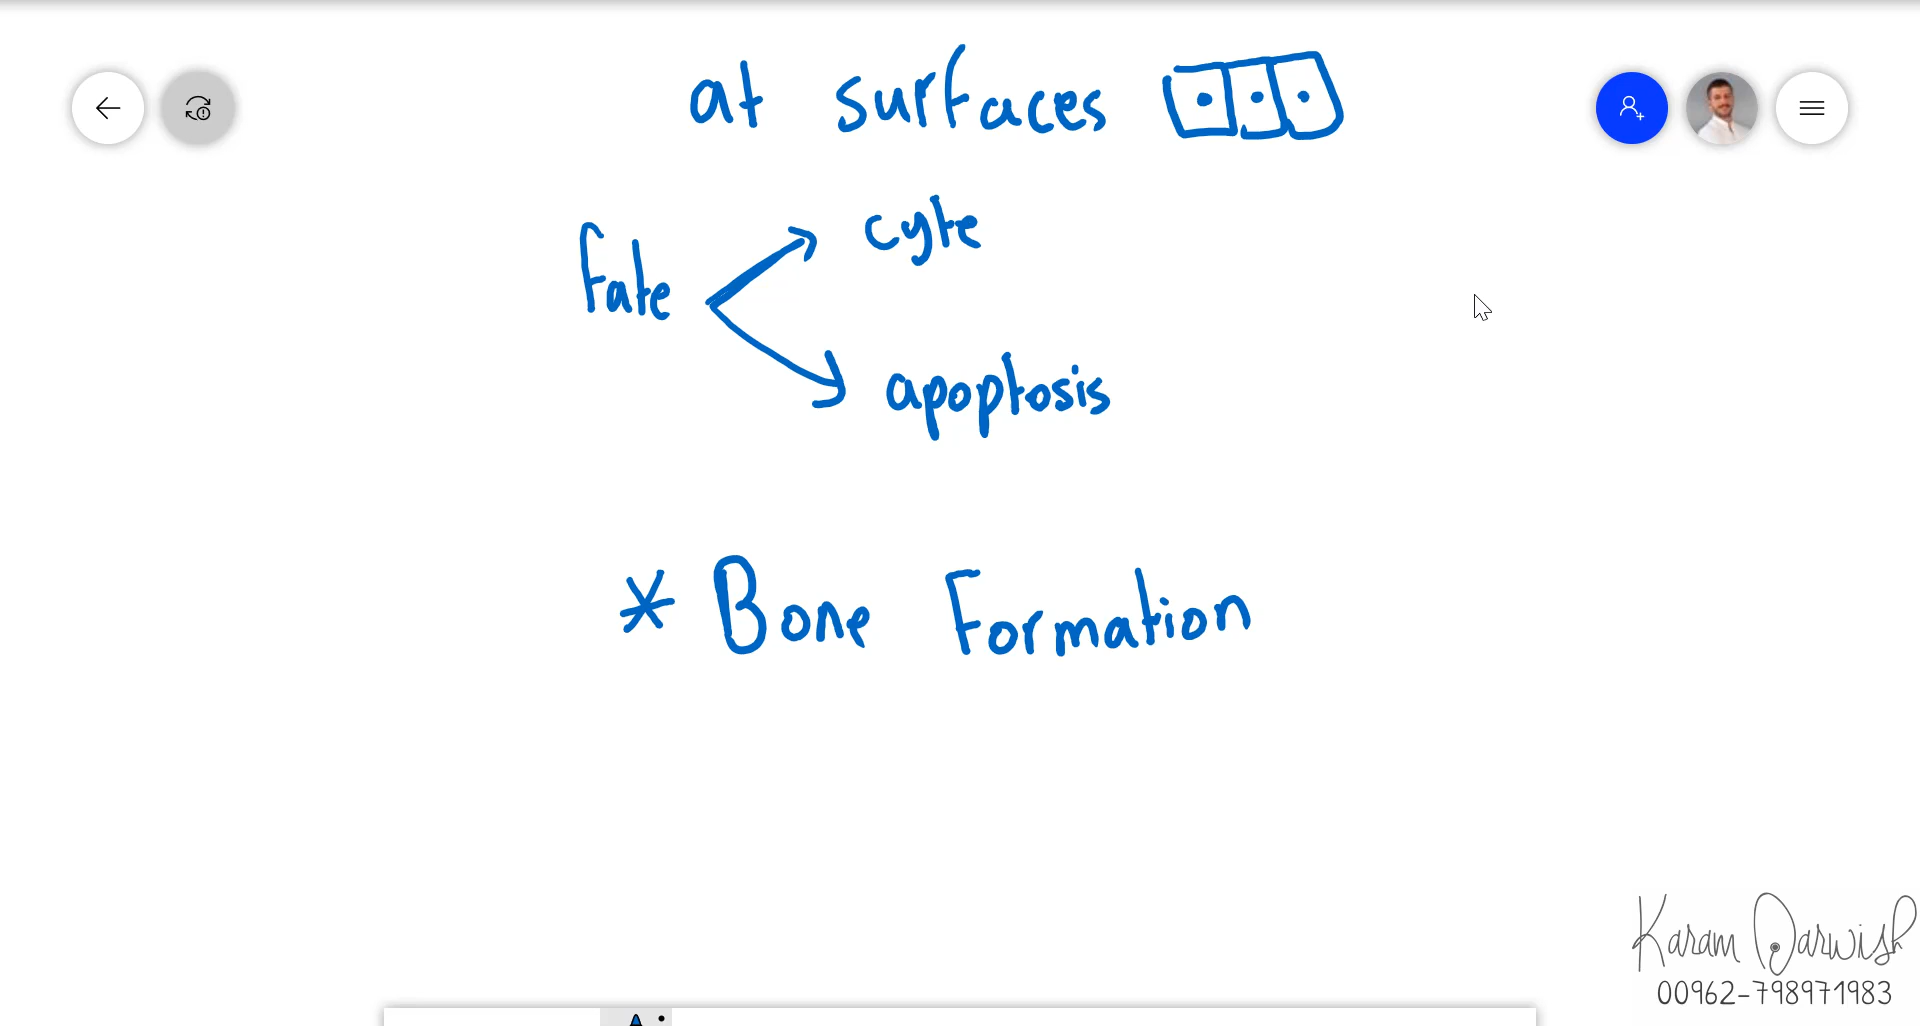 at surfaces
Fate
cyte
apoptosis
* Bone Formation
Karam Darwish
00962-798971983